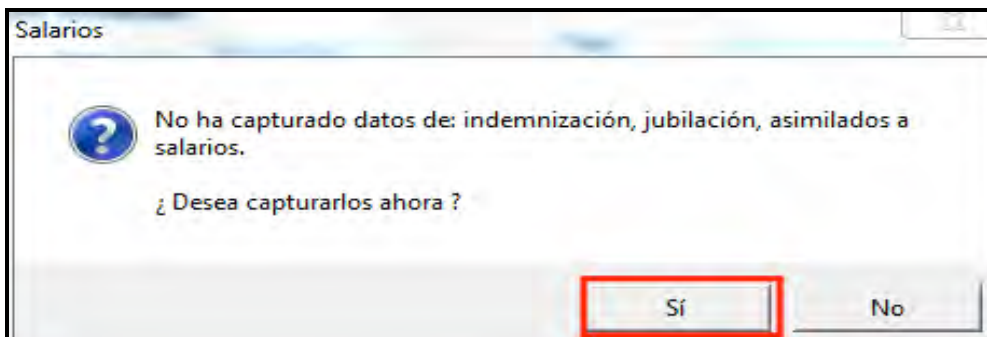 Salarios
No ha capturado datos de: indemnización, jubilación, asimilados a
salarios.
¿ Desea capturarlos ahora ?
Sí
No